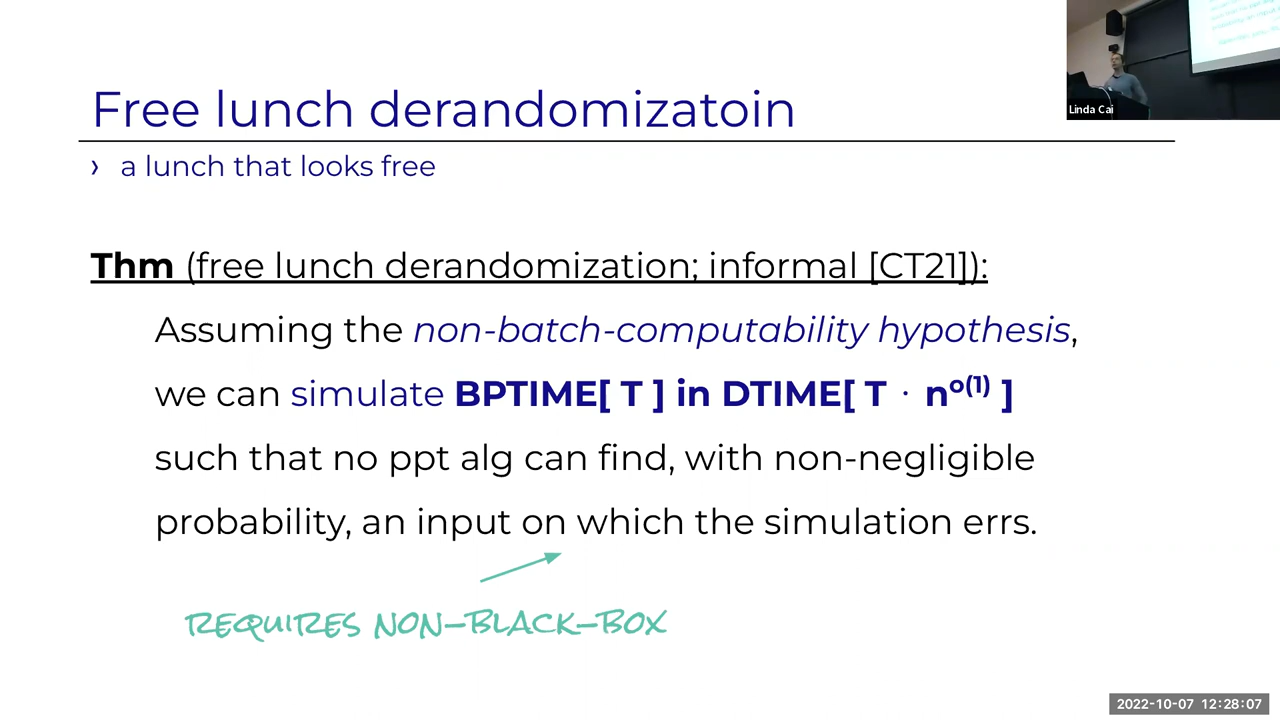 Free lunch derandomizatoin
› a lunch that looks free
Thm (free lunch derandomization; informal [CT21]):
Assuming the non-batch-computability hypothesis,
we can simulate BPTIME[ T ] in DTIME[ T · n^o(1) ]
such that no ppt alg can find, with non-negligible
probability, an input on which the simulation errs.
REQUIRES NON-BLACK-BOX
Linda Cai
2022-10-07 12:28:07